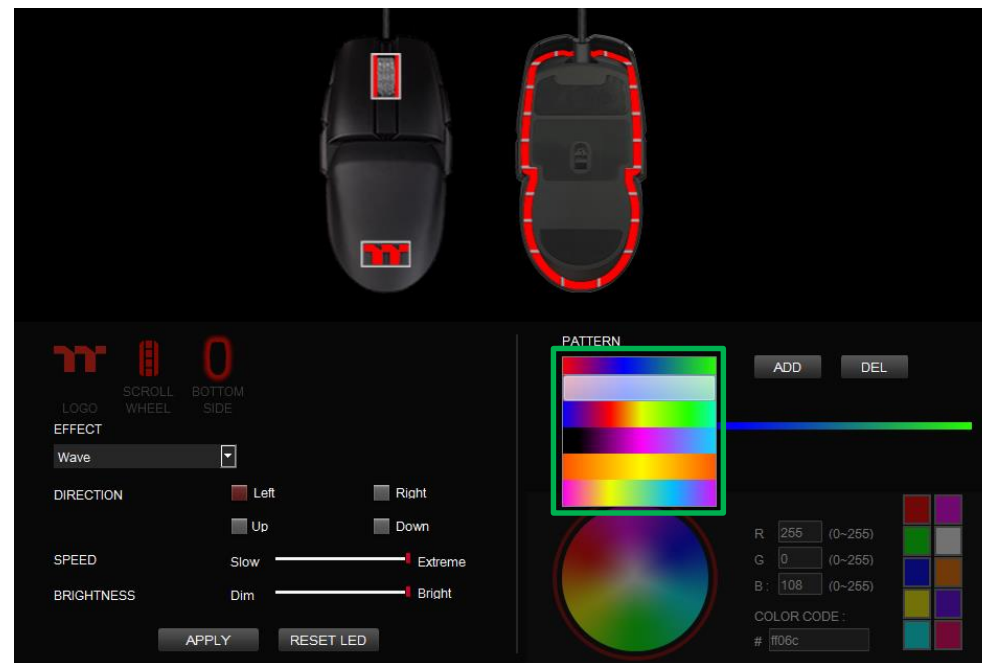 SCROLL BOTTOM
LOGO WHEEL SIDE
EFFECT
Wave
DIRECTION Left Right
Up Down
SPEED Slow Extreme
BRIGHTNESS Dim Bright
APPLY RESET LED
PATTERN
ADD DEL
R 255 (0~255)
G 0 (0~255)
B : 108 (0~255)
COLOR CODE :
# ff06c